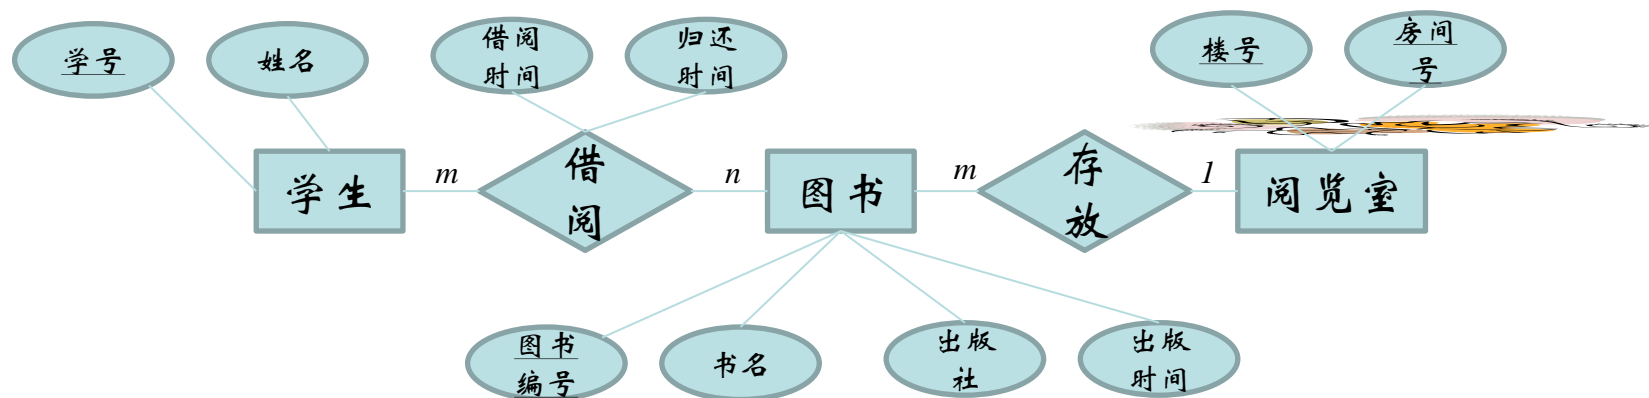 学号
姓名
借阅
时间
归还
时间
楼号
房间
号
学生
m
借
阅
n
图书
m
存
放
1
阅览室
图书
编号
书名
出版
社
出版
时间